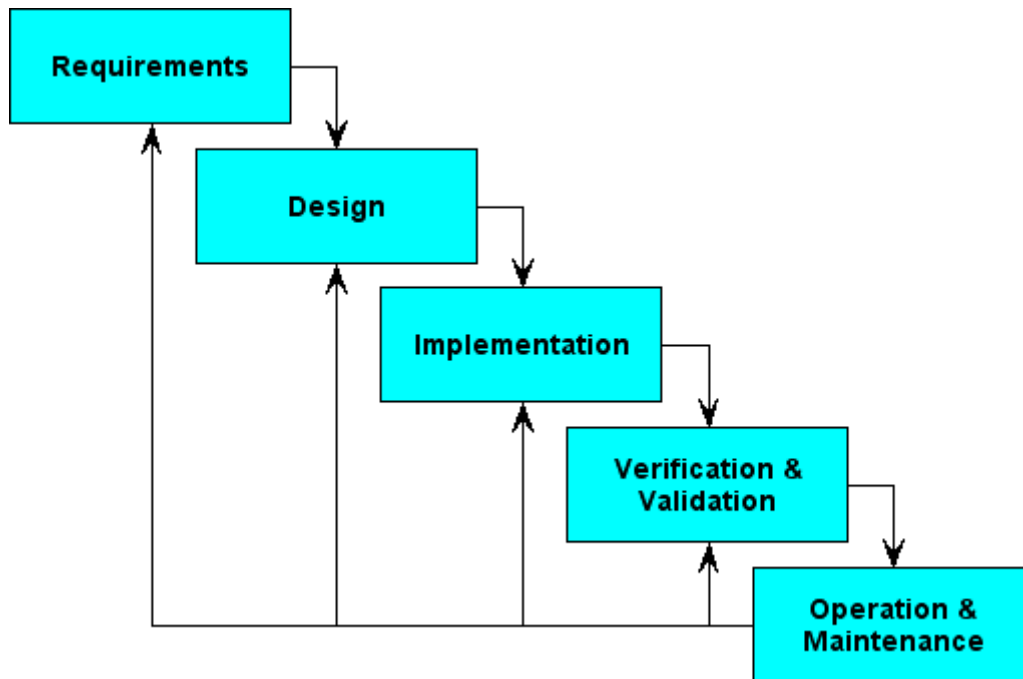 Requirements
Design
Implementation
Verification &
Validation
Operation &
Maintenance